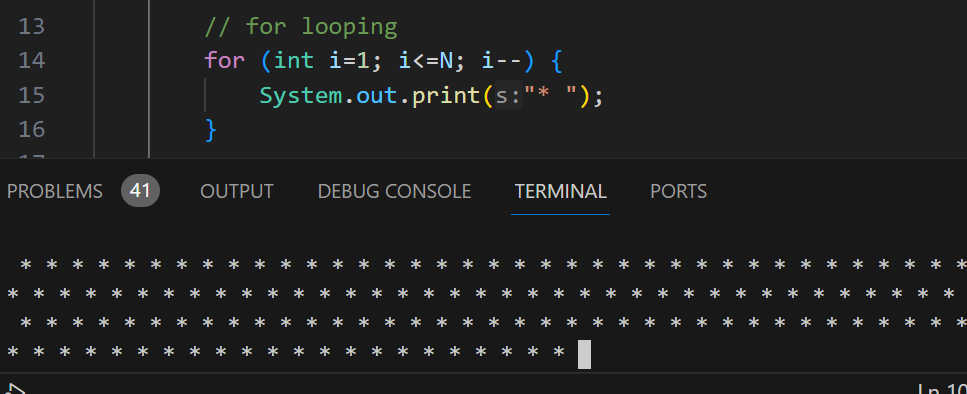 13 // for looping
14 for (int i=1; i<=N; i--) {
15 System.out.print(s:"* ");
16 }
PROBLEMS 41 OUTPUT DEBUG CONSOLE TERMINAL PORTS
* * * * * * * * * * * * * * * * * * * * * * * * * * * * * * * * * * * * *
* * * * * * * * * * * * * * * * * * * * * * * * * * * * * * * * * * * * *
* * * * * * * * * * * * * * * * * * * * * * * * * * * * * * * * * * * * *
* * * * * * * * * * * * * * * * * * * * * *
Ln 10